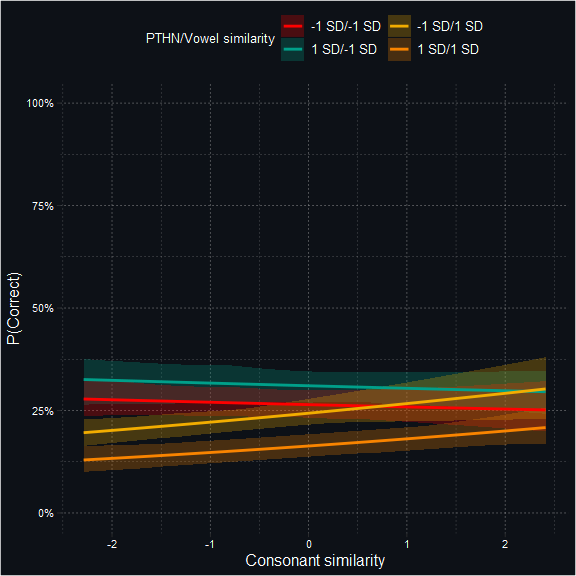 PTHN/Vowel similarity
-1 SD/-1 SD
-1 SD/1 SD
1 SD/-1 SD
1 SD/1 SD
100%
75%
50%
25%
0%
P(Correct)
-2
-1
0
1
2
Consonant similarity